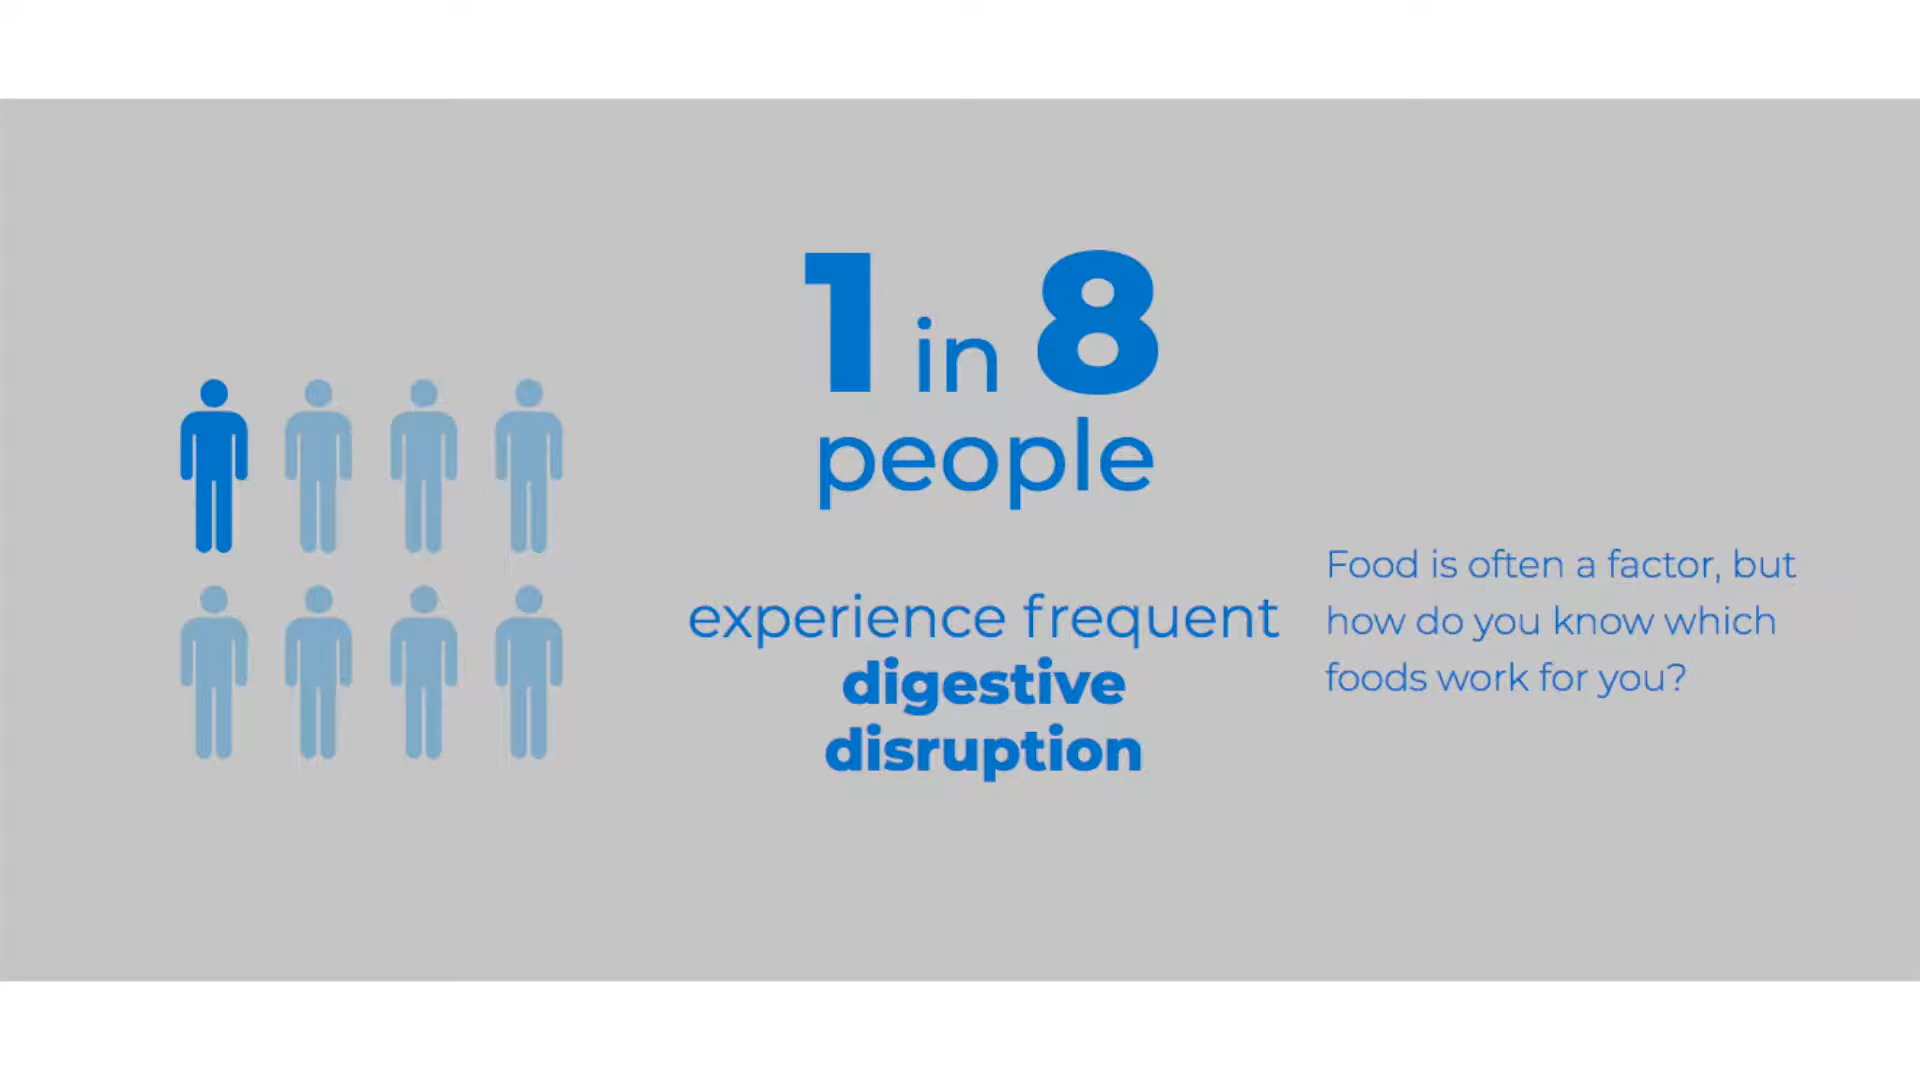 1 in 8
people
experience frequent
digestive
disruption
Food is often a factor, but
how do you know which
foods work for you?